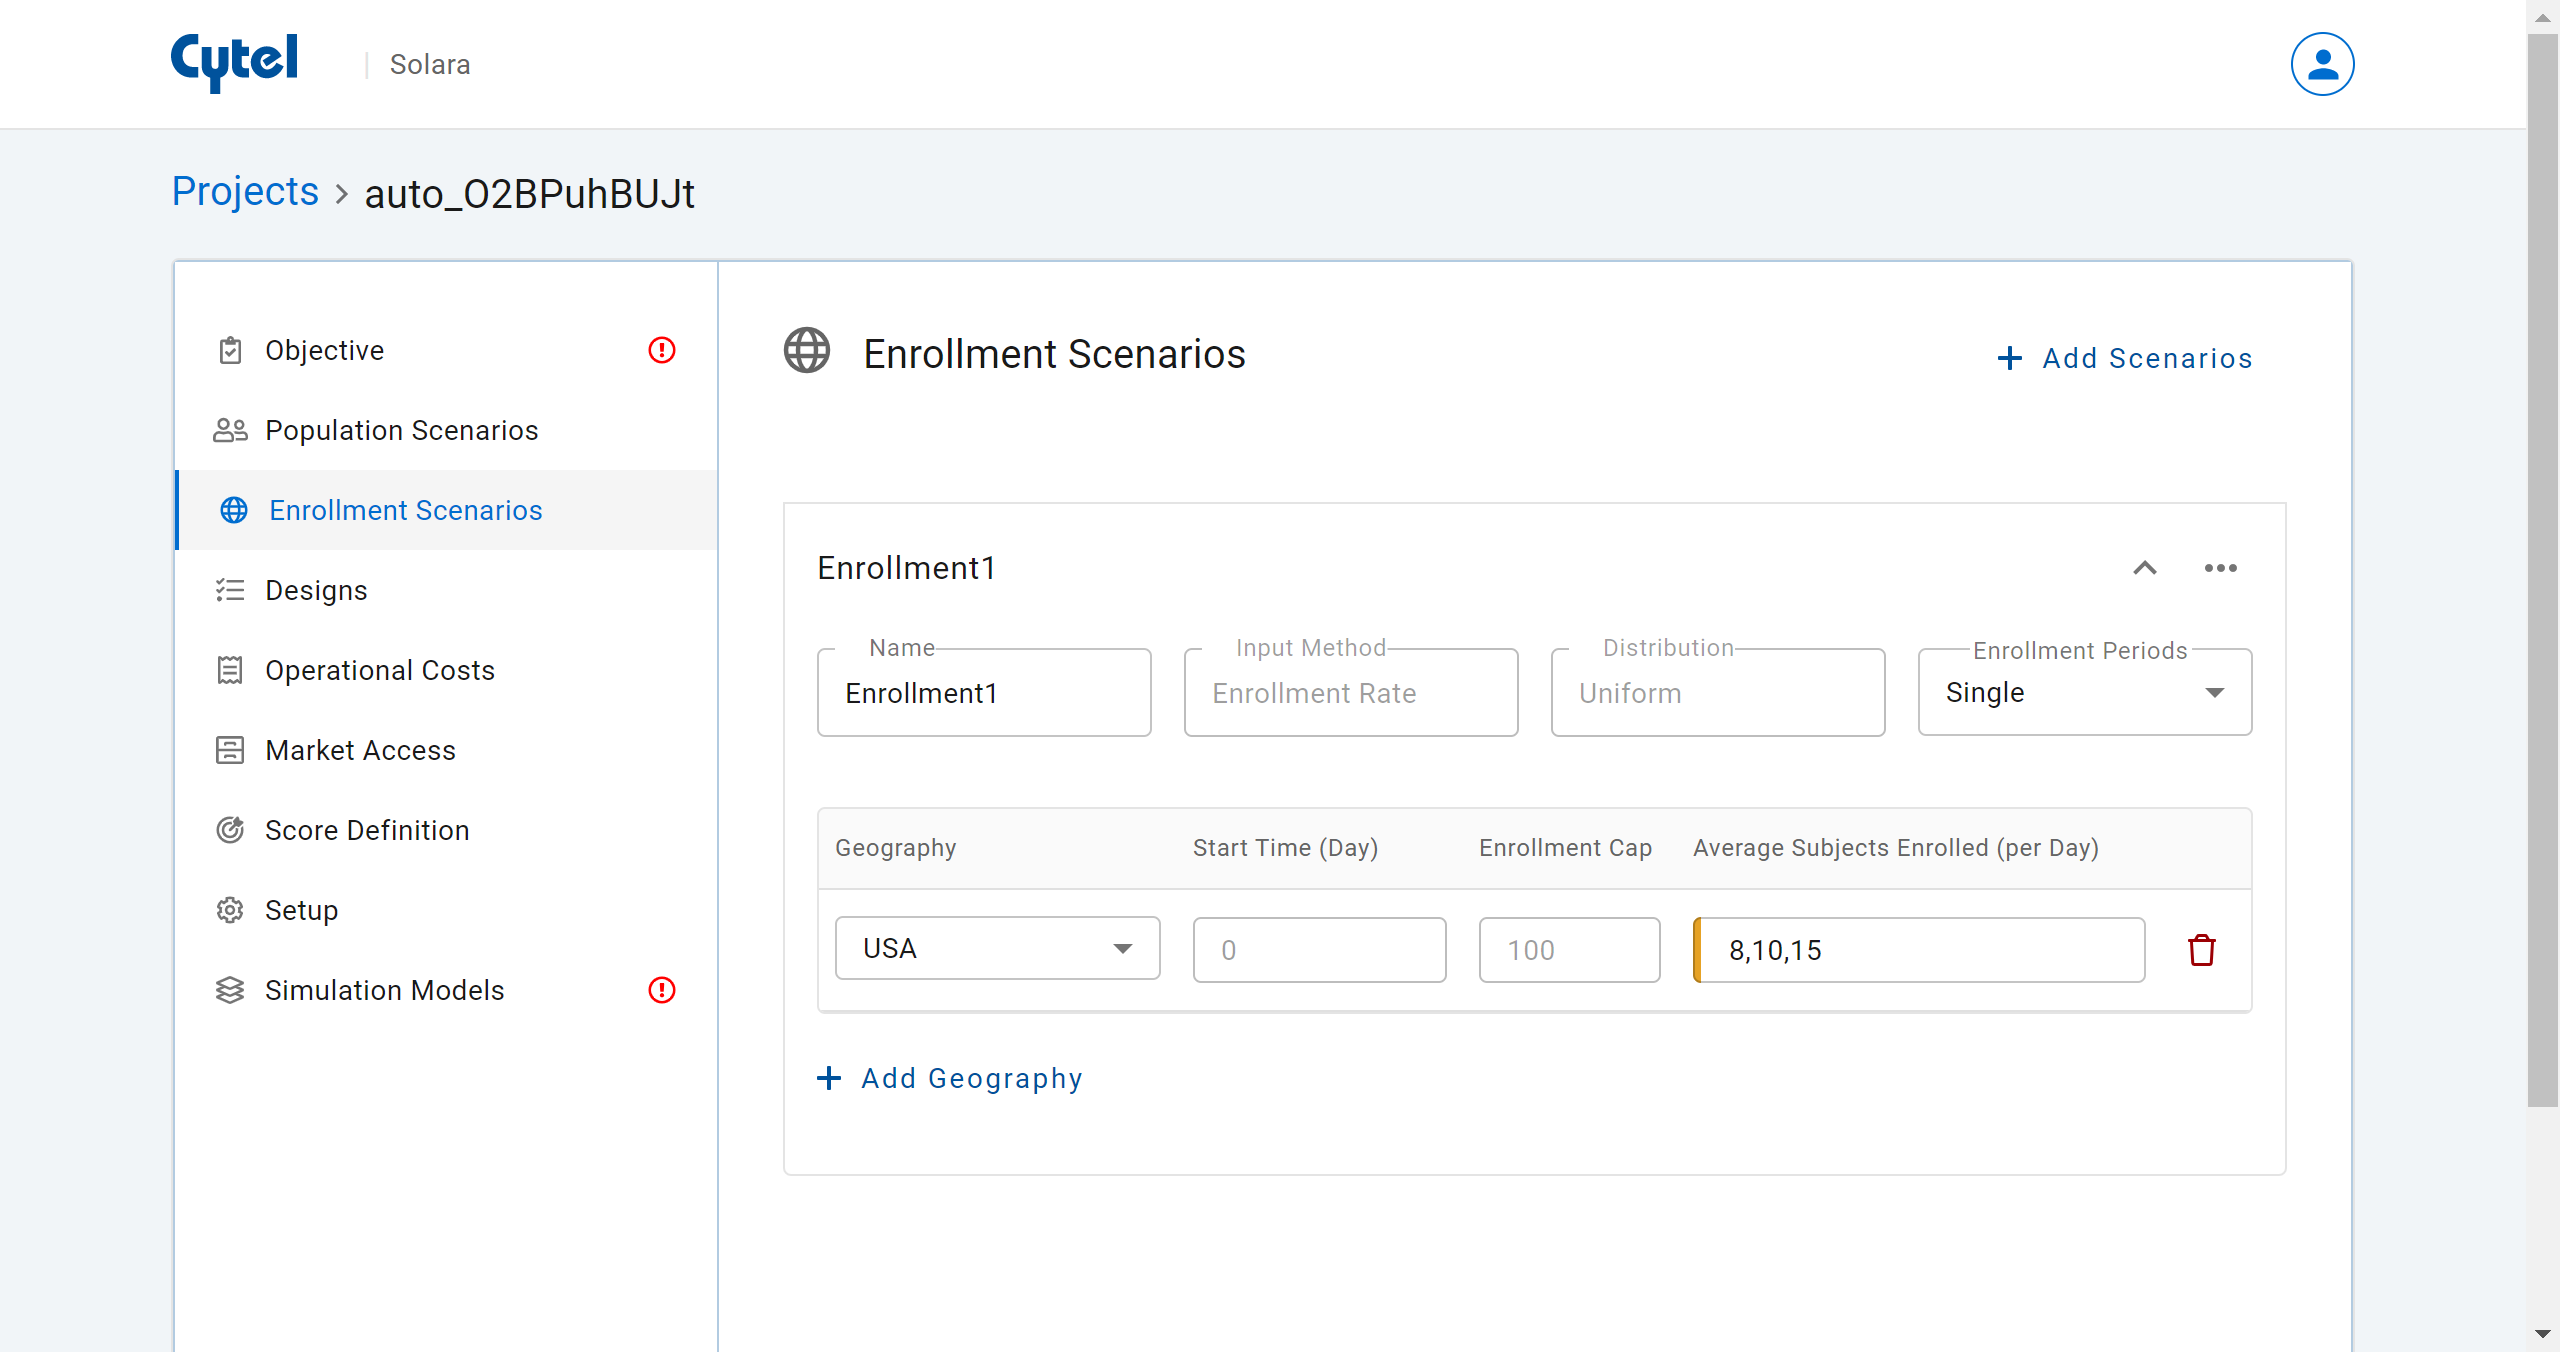 Cytel | Solara
Projects > auto_O2BPuhBUJt
Objective
Population Scenarios
Enrollment Scenarios
Designs
Operational Costs
Market Access
Score Definition
Setup
Simulation Models
Enrollment Scenarios
+ Add Scenarios
Enrollment1
Name
Enrollment1
Input Method
Enrollment Rate
Distribution
Uniform
Enrollment Periods
Single
Geography Start Time (Day) Enrollment Cap Average Subjects Enrolled (per Day)
USA 0 100 8,10,15
+ Add Geography